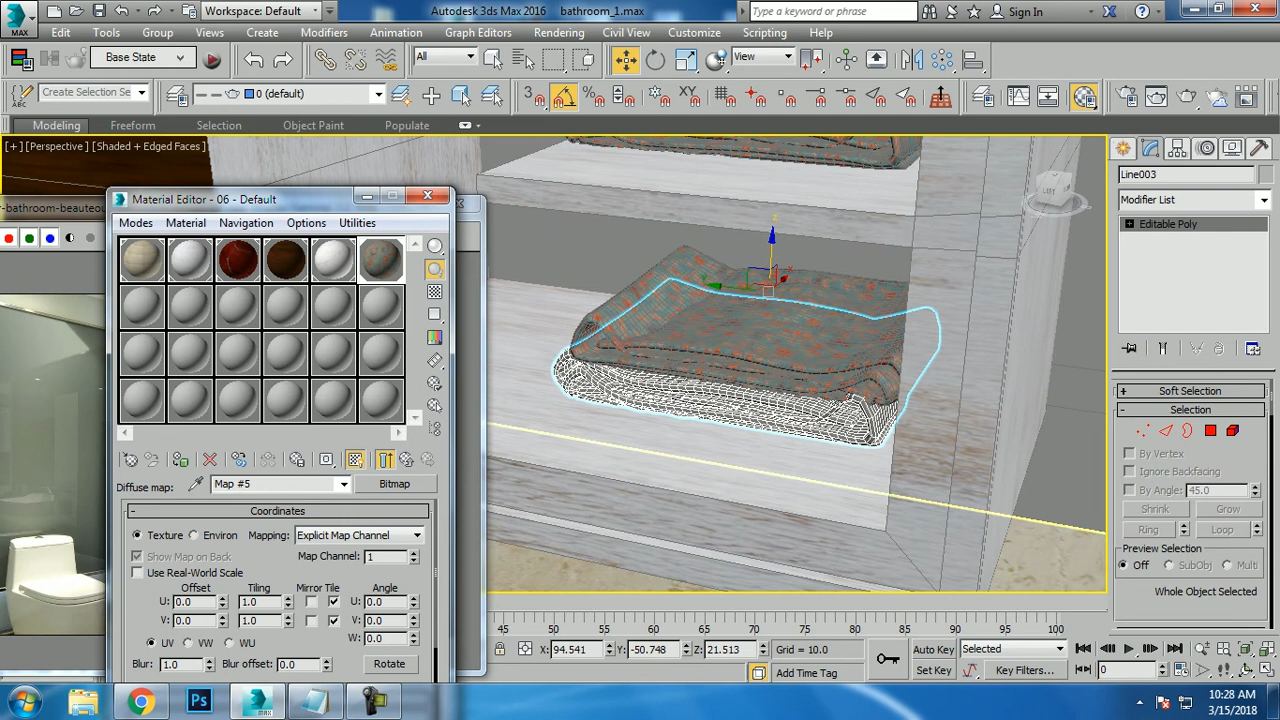 MAX
Workspace: Default
Autodesk 3ds Max 2016 bathroom_1.max
Type a keyword or phrase
Sign In
Edit Tools Group Views Create Modifiers Animation Graph Editors Rendering Civil View Customize Scripting Help
Base State
All
View
ABC
Create Selection Se
0 (default)
3
%
XY
Modeling Freeform Selection Object Paint Populate
[+] [Perspective] [Shaded + Edged Faces]
LEFT
z
x
y
Line003
Modifier List
Editable Poly
Material Editor - 06 - Default
r-bathroom-beauteou
Modes Material Navigation Options Utilities
Diffuse map: Map #5 Bitmap
- Coordinates
Texture Environ Mapping: Explicit Map Channel
Show Map on Back Map Channel: 1
Use Real-World Scale
Offset Tiling Mirror Tile Angle
U: 0.0 1.0 U: 0.0
V: 0.0 1.0 V: 0.0
UV VW WU W: 0.0
Blur: 1.0 Blur offset: 0.0 Rotate
+ Soft Selection
- Selection
By Vertex
Ignore Backfacing
By Angle: 45.0
Shrink Grow
Ring Loop
Preview Selection
Off SubObj Multi
Whole Object Selected
45 50 55 60 65 70 75 80 85 90 95 100
X: 94.541 Y: -50.748 Z: 21.513 Grid = 10.0
Add Time Tag
Auto Key Selected
Set Key Key Filters...
0
Ps
MAX
10:28 AM
3/15/2018